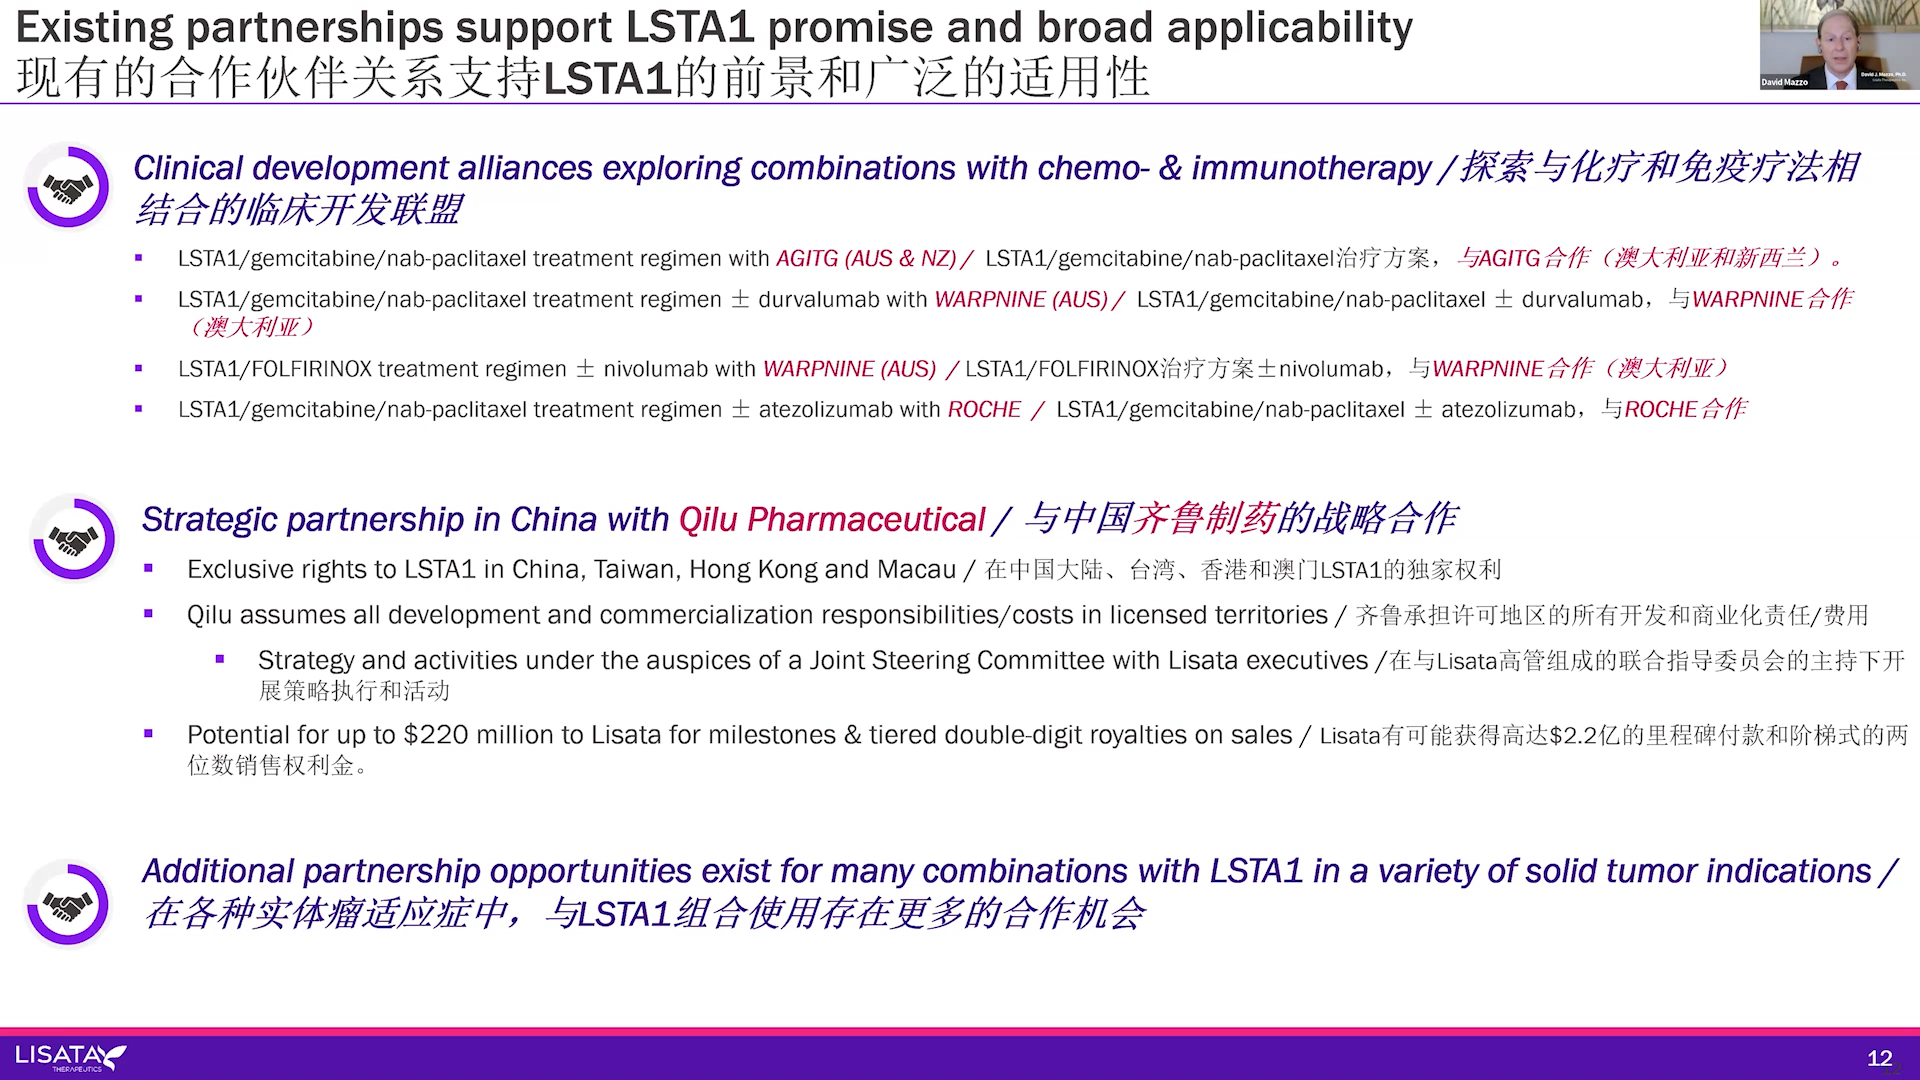 Existing partnerships support LSTA1 promise and broad applicability
现有的合作伙伴关系支持LSTA1的前景和广泛的适用性
David Mazzo
David J. Mazzo, Ph.D.
Clinical development alliances exploring combinations with chemo- & immunotherapy /探索与化疗和免疫疗法相
结合的临床开发联盟
▪ LSTA1/gemcitabine/nab-paclitaxel treatment regimen with AGITG (AUS & NZ) / LSTA1/gemcitabine/nab-paclitaxel治疗方案，与AGITG合作（澳大利亚和新西兰）。
▪ LSTA1/gemcitabine/nab-paclitaxel treatment regimen ± durvalumab with WARPNINE (AUS) / LSTA1/gemcitabine/nab-paclitaxel ± durvalumab，与WARPNINE合作
（澳大利亚）
▪ LSTA1/FOLFIRINOX treatment regimen ± nivolumab with WARPNINE (AUS) / LSTA1/FOLFIRINOX治疗方案±nivolumab，与WARPNINE合作（澳大利亚）
▪ LSTA1/gemcitabine/nab-paclitaxel treatment regimen ± atezolizumab with ROCHE / LSTA1/gemcitabine/nab-paclitaxel ± atezolizumab，与ROCHE合作
Strategic partnership in China with Qilu Pharmaceutical / 与中国齐鲁制药的战略合作
▪ Exclusive rights to LSTA1 in China, Taiwan, Hong Kong and Macau / 在中国大陆、台湾、香港和澳门LSTA1的独家权利
▪ Qilu assumes all development and commercialization responsibilities/costs in licensed territories / 齐鲁承担许可地区的所有开发和商业化责任/费用
▪ Strategy and activities under the auspices of a Joint Steering Committee with Lisata executives /在与Lisata高管组成的联合指导委员会的主持下开
展策略执行和活动
▪ Potential for up to $220 million to Lisata for milestones & tiered double-digit royalties on sales / Lisata有可能获得高达$2.2亿的里程碑付款和阶梯式的两
位数销售权利金。
Additional partnership opportunities exist for many combinations with LSTA1 in a variety of solid tumor indications /
在各种实体瘤适应症中，与LSTA1组合使用存在更多的合作机会
LISATA
THERAPEUTICS
12
12